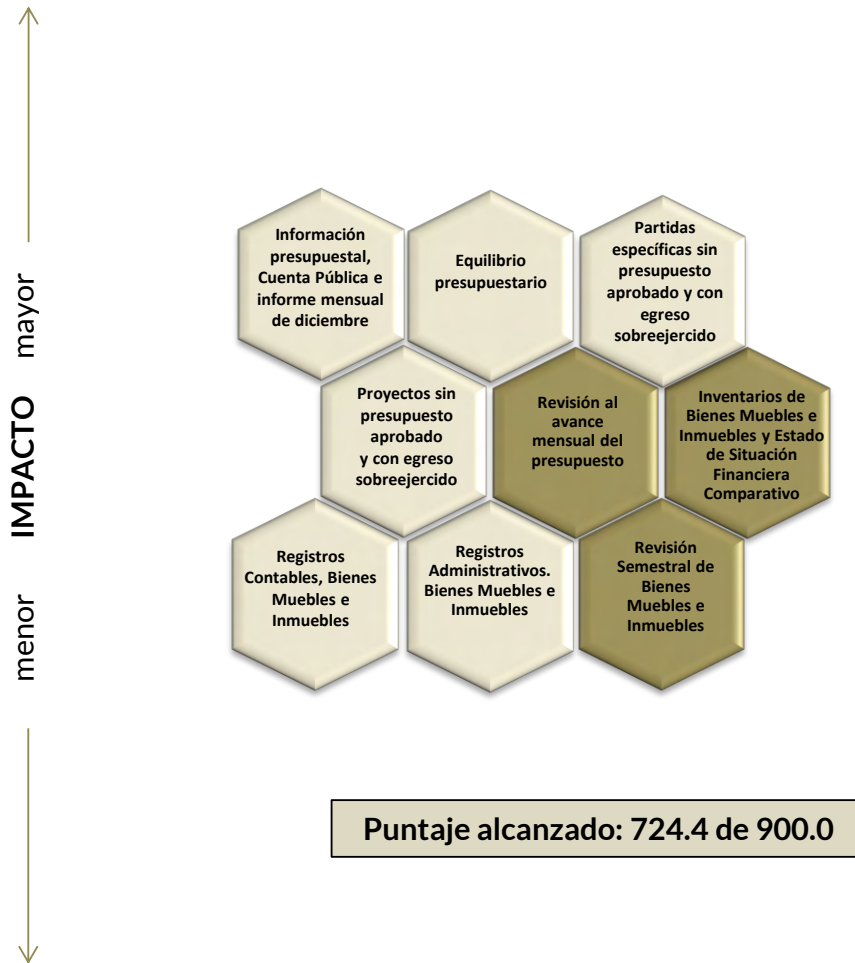 mayor
IMPACTO
menor
Información
presupuestal,
Cuenta Pública e
informe mensual
de diciembre
Equilibrio
presupuestario
Partidas
específicas sin
presupuesto
aprobado y con
egreso
sobreejercido
Proyectos sin
presupuesto
aprobado
y con egreso
sobreejercido
Revisión al
avance
mensual del
presupuesto
Inventarios de
Bienes Muebles e
Inmuebles y Estado
de Situación
Financiera
Comparativo
Registros
Contables, Bienes
Muebles e
Inmuebles
Registros
Administrativos.
Bienes Muebles e
Inmuebles
Revisión
Semestral de
Bienes
Muebles e
Inmuebles
Puntaje alcanzado: 724.4 de 900.0